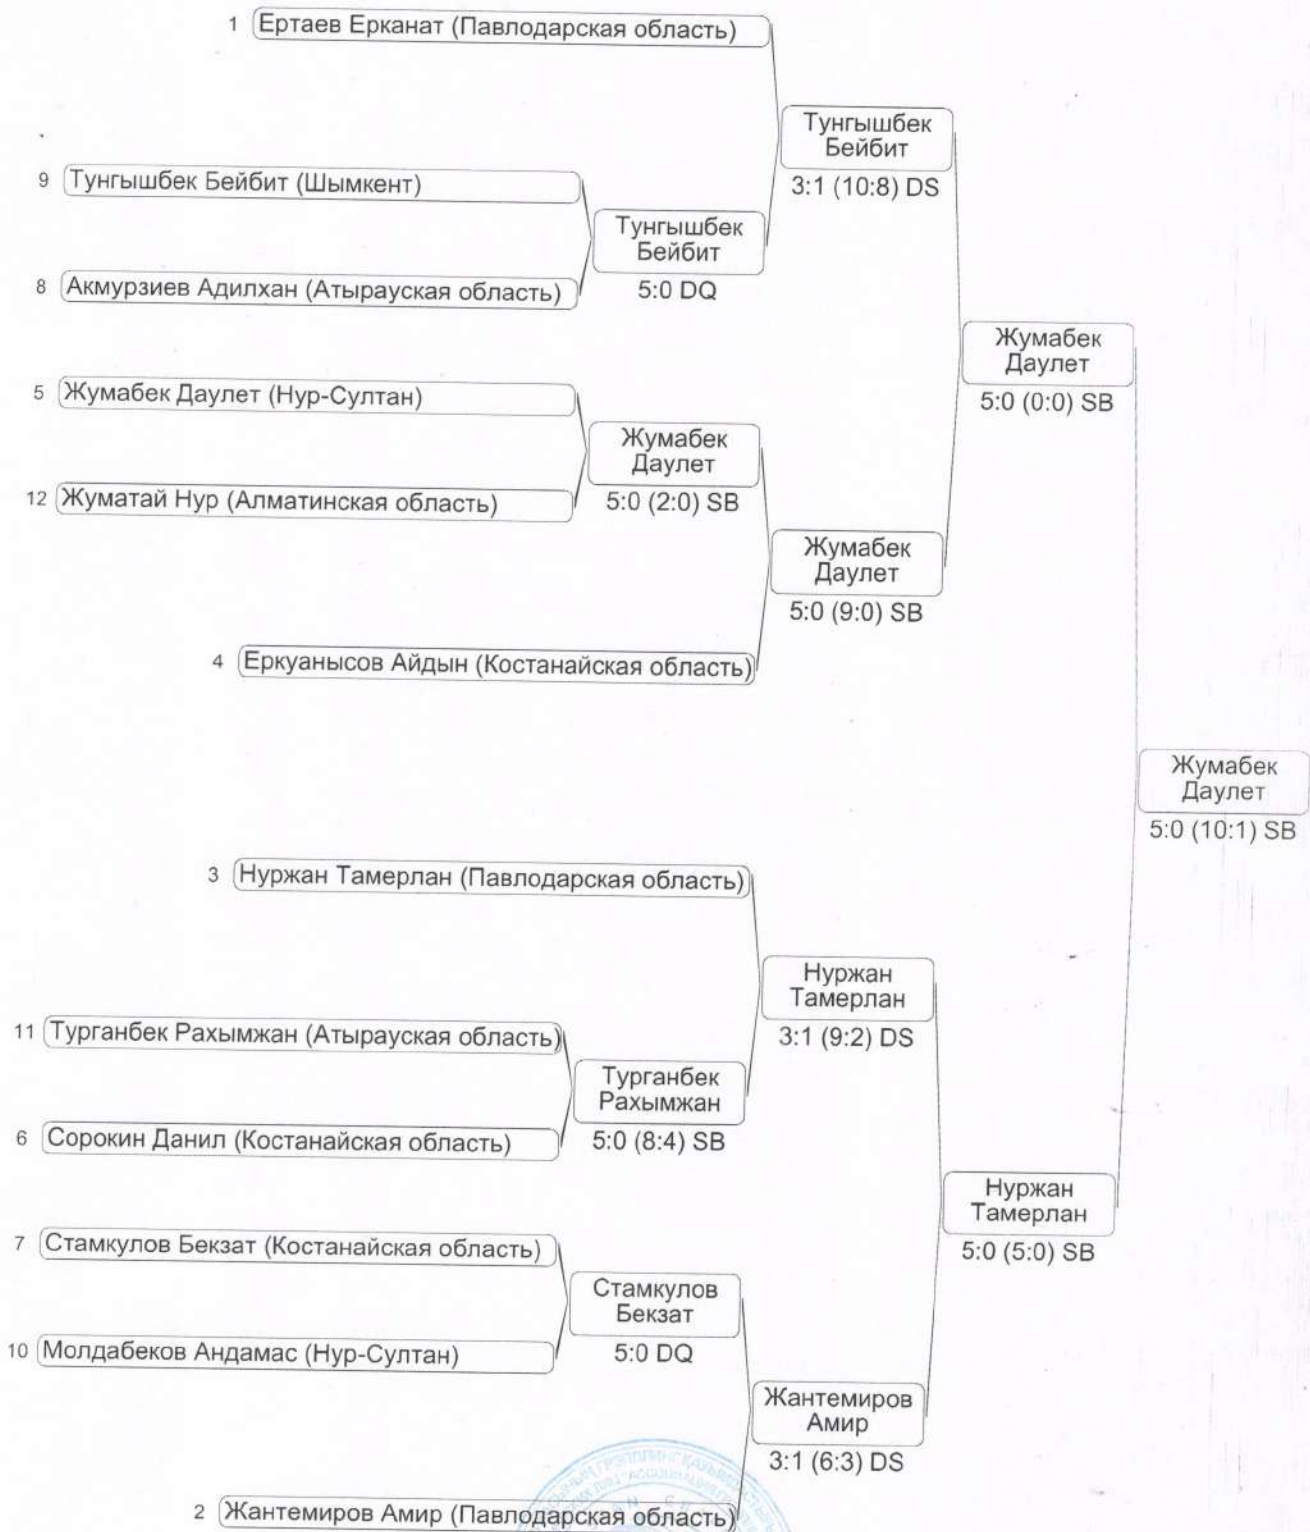 1 Ертаев Ерканат (Павлодарская область)
Тунгышбек
Бейбит
3:1 (10:8) DS
9 Тунгышбек Бейбит (Шымкент)
Тунгышбек
Бейбит
5:0 DQ
8 Акмурзиев Адилхан (Атырауская область)
Жумабек
Даулет
5:0 (0:0) SB
5 Жумабек Даулет (Нур-Султан)
Жумабек
Даулет
5:0 (2:0) SB
12 Жуматай Нур (Алматинская область)
Жумабек
Даулет
5:0 (9:0) SB
4 Еркуанысов Айдын (Костанайская область)
Жумабек
Даулет
5:0 (10:1) SB
3 Нуржан Тамерлан (Павлодарская область)
Нуржан
Тамерлан
3:1 (9:2) DS
11 Турганбек Рахымжан (Атырауская область)
Турганбек
Рахымжан
5:0 (8:4) SB
6 Сорокин Данил (Костанайская область)
Нуржан
Тамерлан
5:0 (5:0) SB
7 Стамкулов Бекзат (Костанайская область)
Стамкулов
Бекзат
5:0 DQ
10 Молдабеков Андамас (Нур-Султан)
Жантемиров
Амир
3:1 (6:3) DS
2 Жантемиров Амир (Павлодарская область)